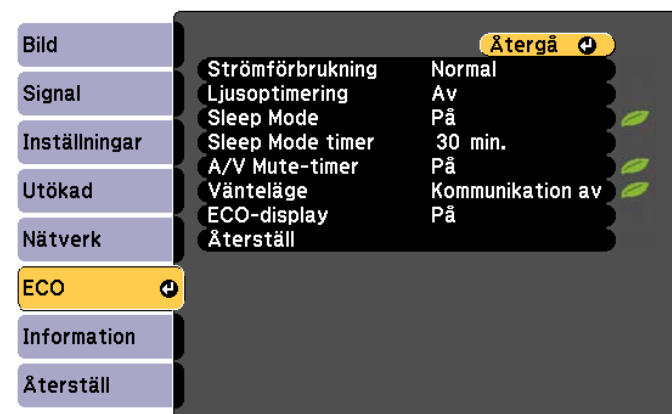 Bild
Signal
Inställningar
Utökad
Nätverk
ECO
Information
Återställ
Återgå
Strömförbrukning Normal
Ljusoptimering Av
Sleep Mode På
Sleep Mode timer 30 min.
A/V Mute-timer På
Vänteläge Kommunikation av
ECO-display På
Återställ